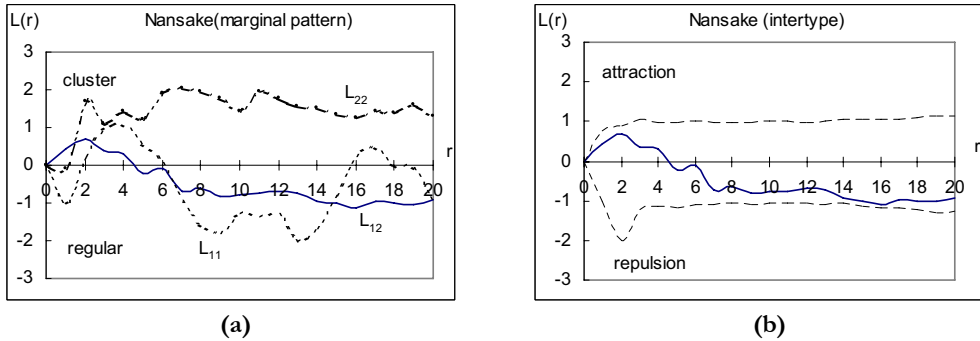 L(r)
Nansake(marginal pattern)
3
2
1
0
-1
-2
-3
cluster
regular
L22
L12
L11
r
0 2 4 6 8 10 12 14 16 18 20
(a)
L(r)
Nansake (intertype)
3
2
1
0
-1
-2
-3
attraction
repulsion
r
0 2 4 6 8 10 12 14 16 18 20
(b)